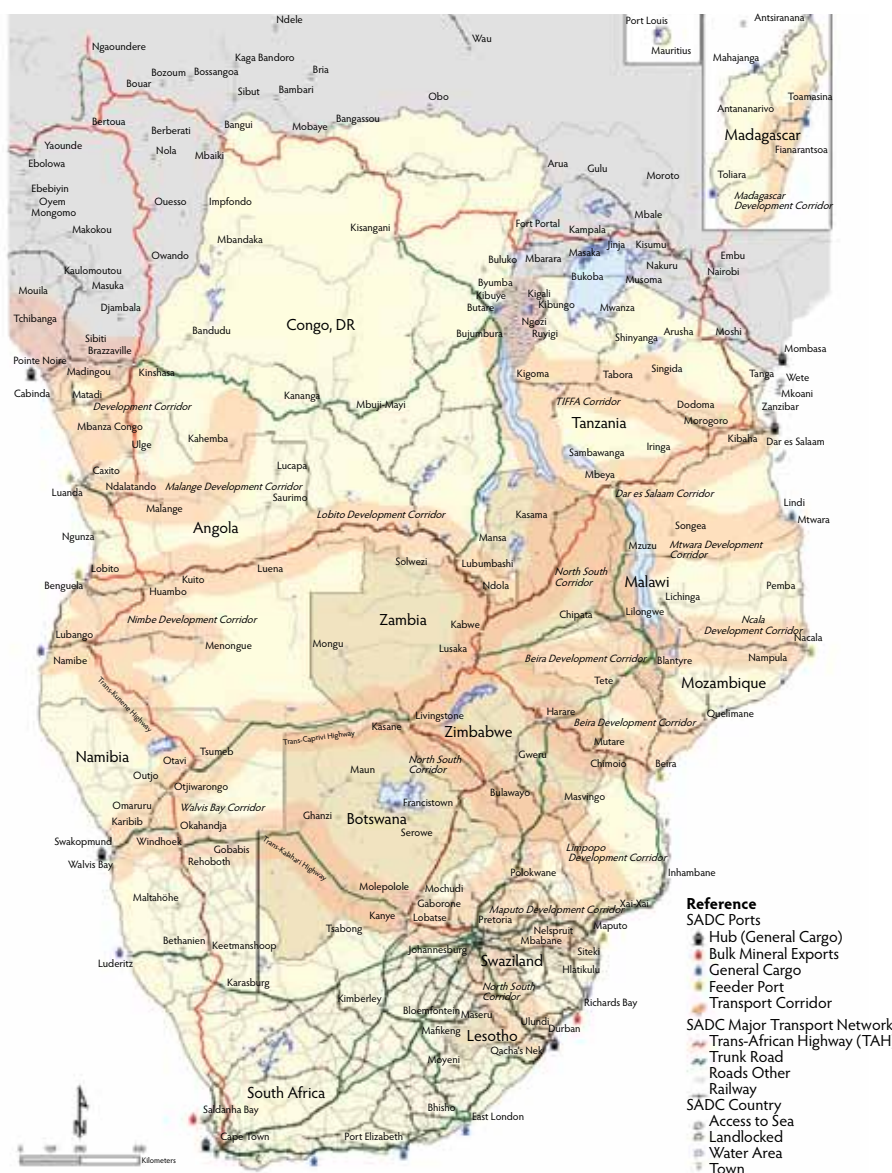 Ndele
Wau
Port Louis
Mauritius
Antsiranana
Mahajanga
Toamasina
Antananarivo
Madagascar
Fianarantsoa
Toliara
Madagascar
Development Corridor
Ngaoundere
Kaga Bandoro
Bozoum
Bossangoa
Bria
Bouar
Sibut
Bambari
Obo
Bertoua
Berberati
Bangui
Mobaye
Bangassou
Yaounde
Nola
Mbaiki
Ebolowa
Arua
Gulu
Moroto
Ebebiyin
Oyem
Mongomo
Ouesso
Impfondo
Mbale
Makokou
Mbandaka
Kisangani
Fort Portal
Kampala
Jinja
Kisumu
Owando
Buluko
Mbarara
Masaka
Embu
Kaulomoutou
Masuka
Bukoba
Nakuru
Nairobi
Mouila
Byumba
Musoma
Djambala
Kibuye
Kigali
Tchibanga
Butare
Kibungo
Mwanza
Bandudu
Congo, DR
Ngozi
Sibiti
Bujumbura
Ruyigi
Shinyanga
Arusha
Moshi
Brazzaville
Mombasa
Pointe Noire
Madingou
Kinshasa
Kigoma
Tabora
Singida
Tanga
Wete
Cabinda
Matadi
Kananga
Mkoani
Development Corridor
Mbuji-Mayi
TIFFA Corridor
Dodoma
Zanzibar
Mbanza Congo
Tanzania
Morogoro
Ulge
Kahemba
Iringa
Kibaha
Dar es Salaam
Sambawanga
Caxito
Lucapa
Mbeya
Ndalatando
Malange Development Corridor
Luanda
Saurimo
Dar es Salaam Corridor
Malange
Lindi
Lobito Development Corridor
Kasama
Mtwara
Angola
Songea
Ngunza
Mansa
Mzuzu
Mtwara Development
Corridor
Lobito
Solwezi
Lubumbashi
North South
Corridor
Luena
Kuito
Malawi
Benguela
Huambo
Ndola
Pemba
Lichinga
Nimbe Development Corridor
Zambia
Kabwe
Chipata
Lilongwe
Ncala
Development Corridor
Lubango
Menongue
Mongu
Lusaka
Nacala
Namibe
Beira Development Corridor
Blantyre
Nampula
Tete
Mozambique
Trans-Kunene Highway
Livingstone
Harare
Quelimane
Kasane
Zimbabwe
Beira Development Corridor
Trans-Caprivi Highway
Namibia
Tsumeb
North South
Corridor
Gweru
Mutare
Otavi
Chimoio
Beira
Outjo
Maun
Otjiwarongo
Bulawayo
Masvingo
Omaruru
Walvis Bay Corridor
Francistown
Karibib
Ghanzi
Botswana
Okahandja
Serowe
Swakopmund
Windhoek
Gobabis
Limpopo
Development Corridor
Walvis Bay
Rehoboth
Trans-Kalahari Highway
Polokwane
Inhambane
Maltahöhe
Molepolole
Mochudi
Gaborone
Xai-Xai
Kanye
Lobatse
Maputo Development Corridor
Tsabong
Pretoria
Maputo
Bethanien
Nelspruit
Keetmanshoop
Johannesburg
Mbabane
Siteki
Luderitz
Swaziland
Hlatikulu
Karasburg
North South
Corridor
Kimberley
Richards Bay
Bloemfontein
Maseru
Ulundi
Mafikeng
Lesotho
Durban
Qacha's Nek
Moyeni
South Africa
Saldanha Bay
Bhisho
East London
Cape Town
Port Elizabeth
N
Kilometers
Reference
SADC Ports
Hub (General Cargo)
Bulk Mineral Exports
General Cargo
Feeder Port
Transport Corridor
SADC Major Transport Network
Trans-African Highway (TAH
Trunk Road
Roads Other
Railway
SADC Country
Access to Sea
Landlocked
Water Area
Town